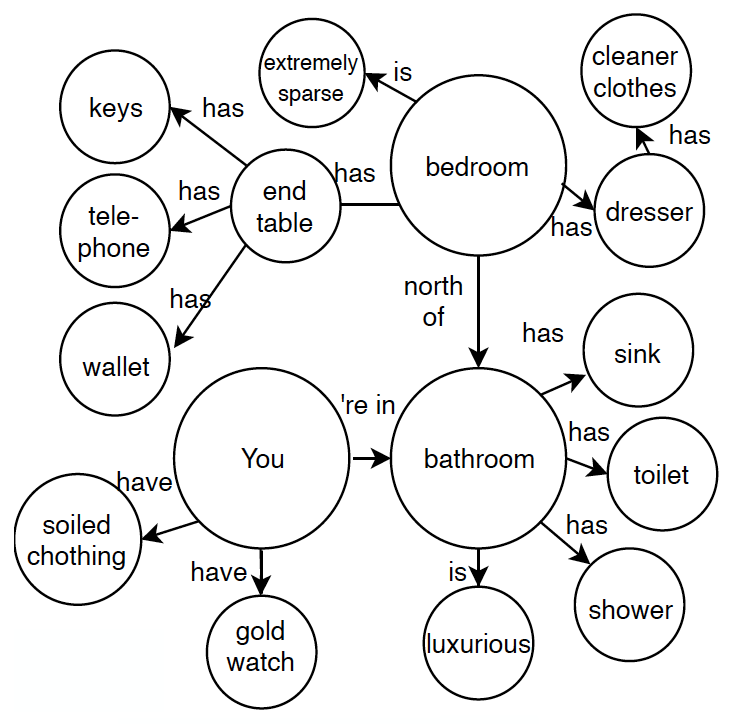 extremely
sparse
is
cleaner
clothes
keys
has
has
bedroom
has
tele-
phone
has
end
table
has
dresser
has
wallet
north
of
has
sink
You
're in
bathroom
has
toilet
have
soiled
chothing
have
gold
watch
is
luxurious
has
shower